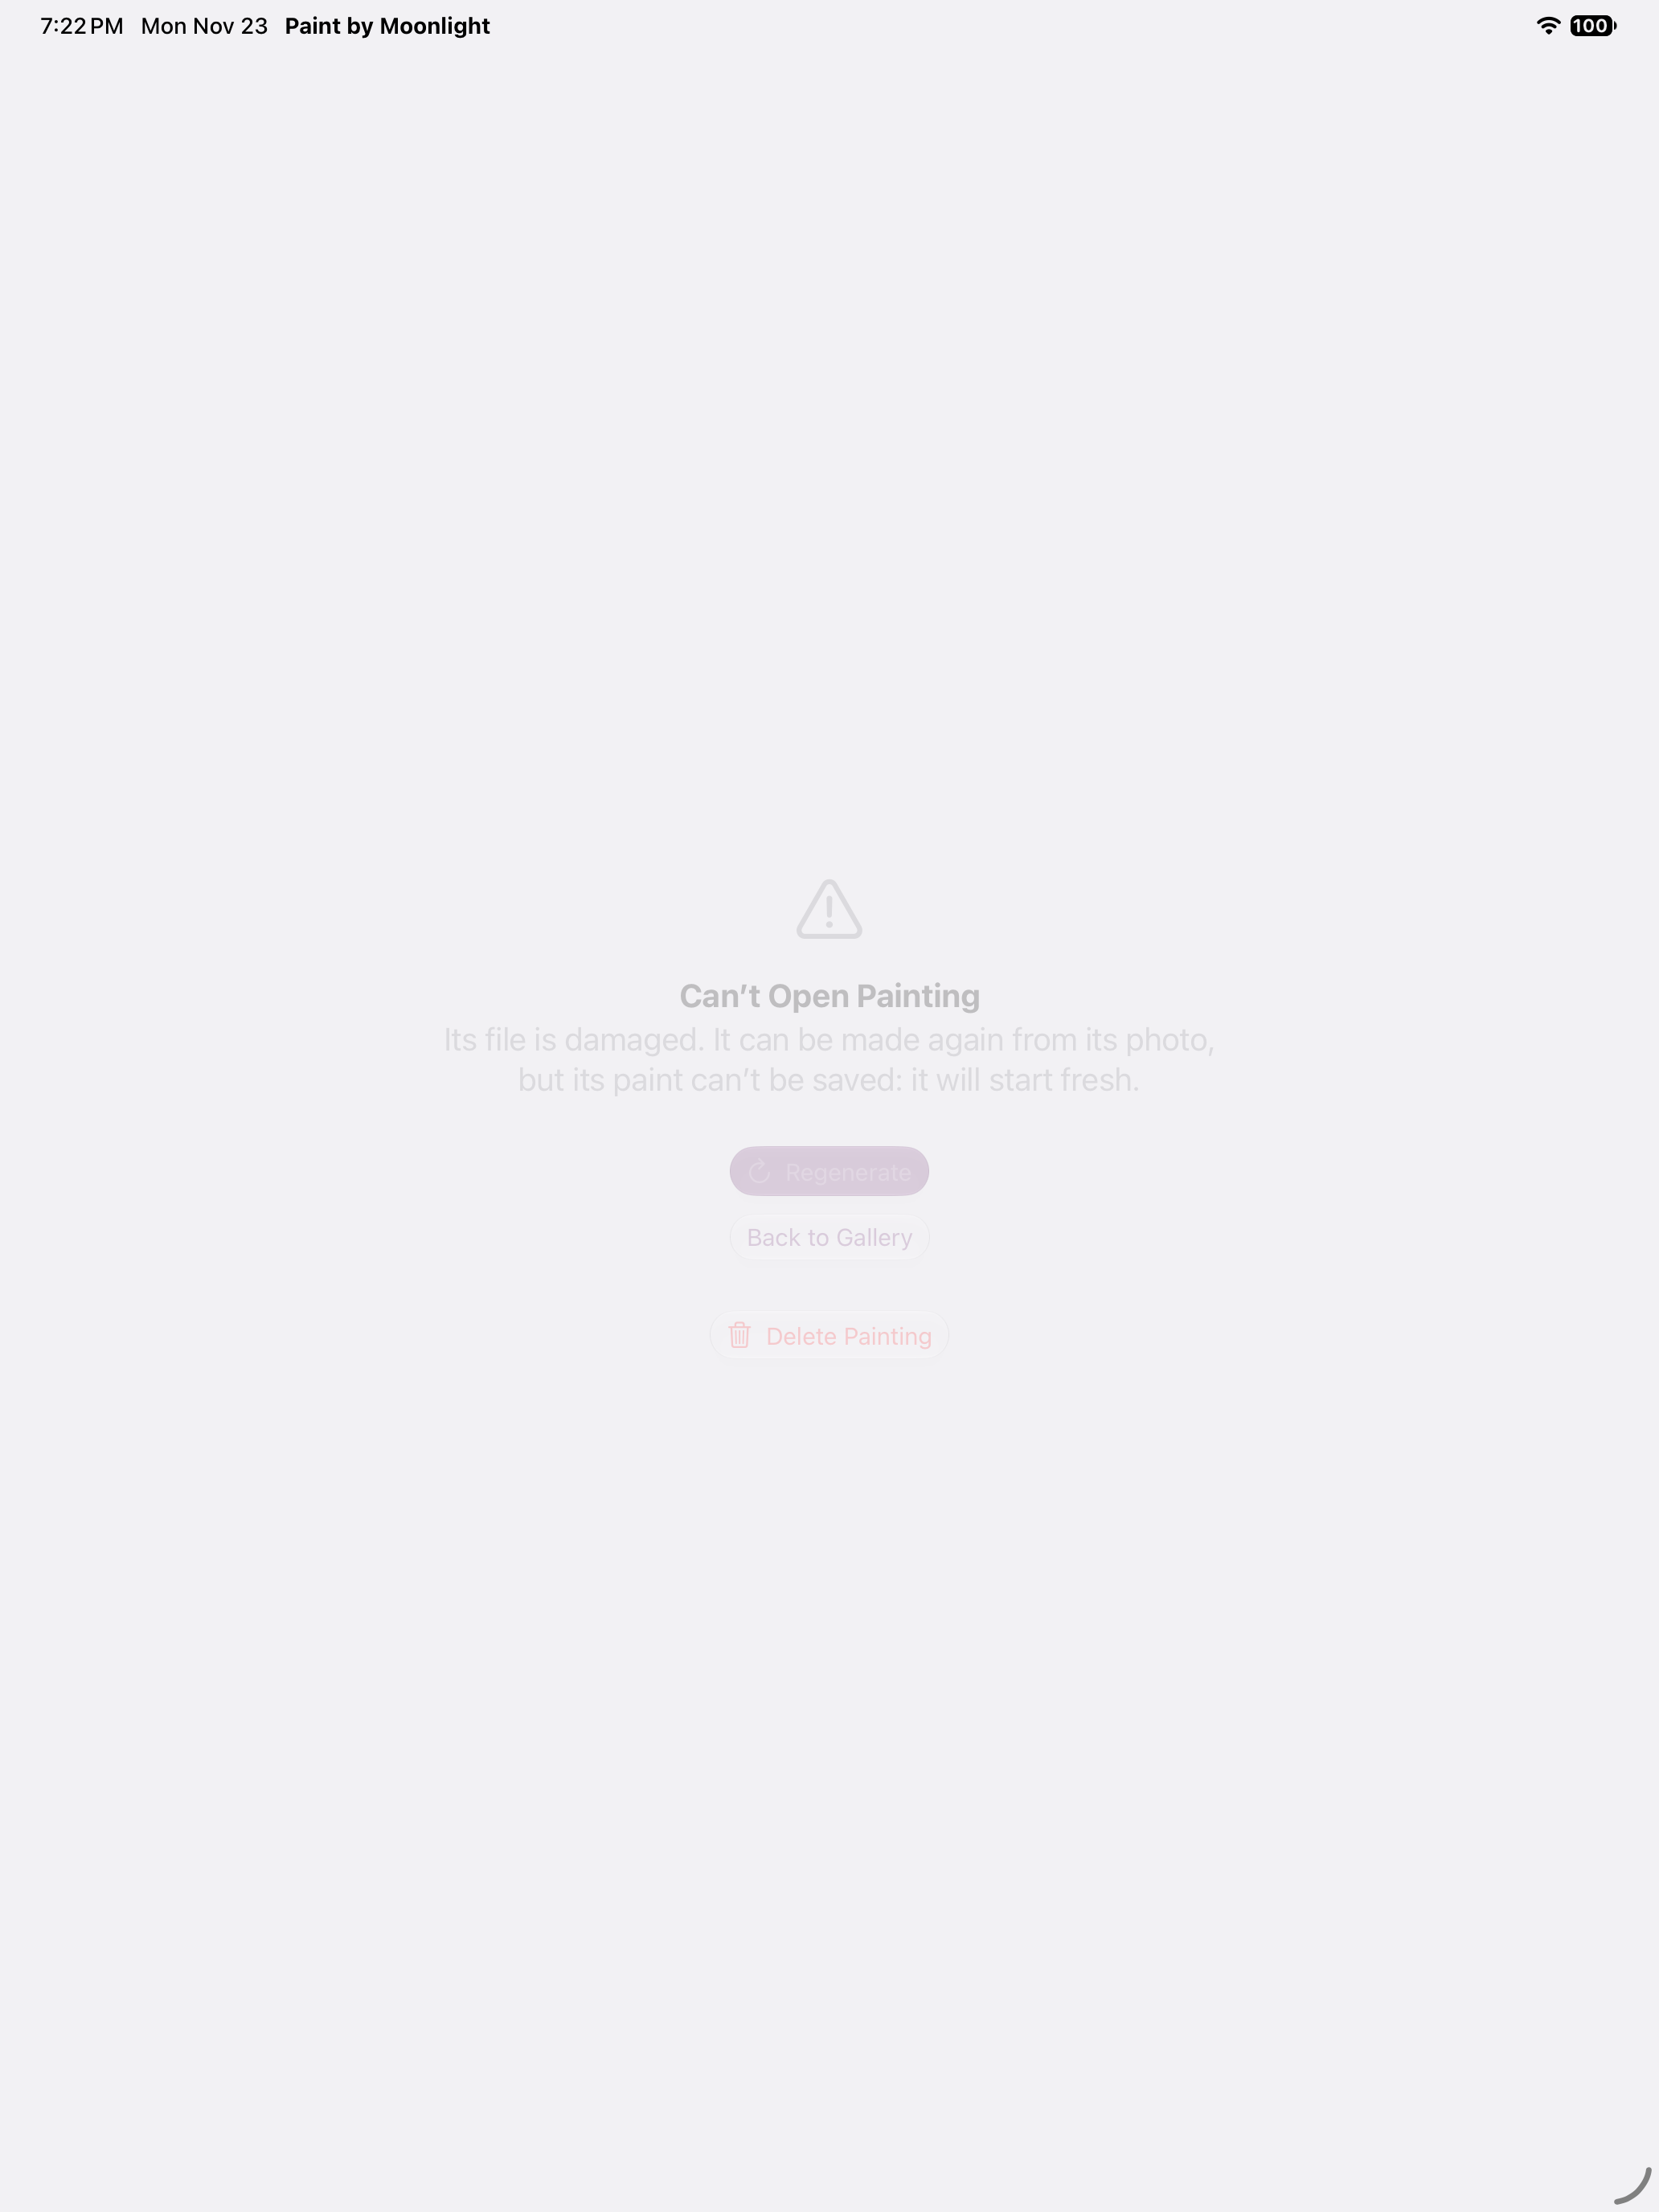 7:22 PM Mon Nov 23 Paint by Moonlight
100
Can’t Open Painting
Its file is damaged. It can be made again from its photo,
but its paint can’t be saved: it will start fresh.
Regenerate
Back to Gallery
Delete Painting